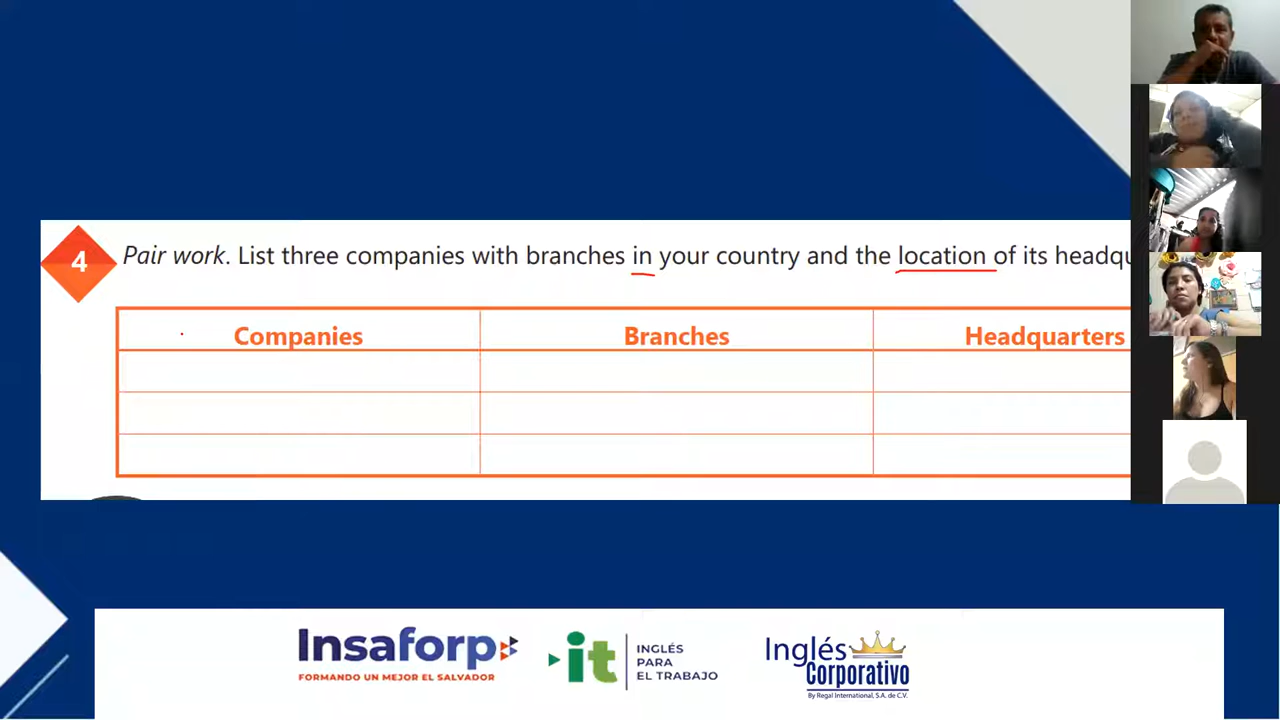 4
Pair work. List three companies with branches in your country and the location of its headqu
Companies Branches Headquarters
Insaforp
FORMANDO UN MEJOR EL SALVADOR
it
INGLÉS
PARA
EL TRABAJO
Inglés
Corporativo
By Regal International, S.A. de C.V.